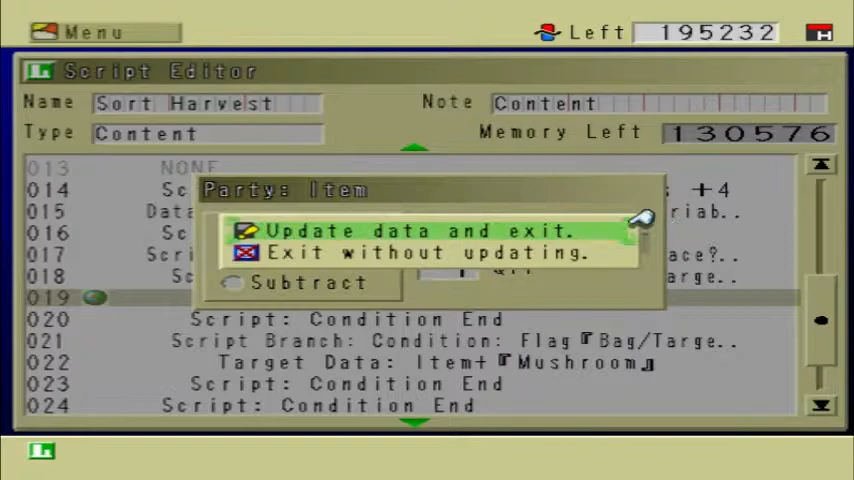 Menu
Left 195232
H
Script Editor
Name Sort Harvest
Note Content
Type Content
Memory Left 130576
013 NONE
014 Sc s +4
015 Data riab..
016 Sc
017 Scri ace?..
018 Scri arge..
019
Party: Item
Update data and exit.
Exit without updating.
Subtract
020 Script: Condition End
021 Script Branch: Condition: Flag『Bag/Targe..
022 Target Data: Item+『Mushroom』
023 Script: Condition End
024 Script: Condition End